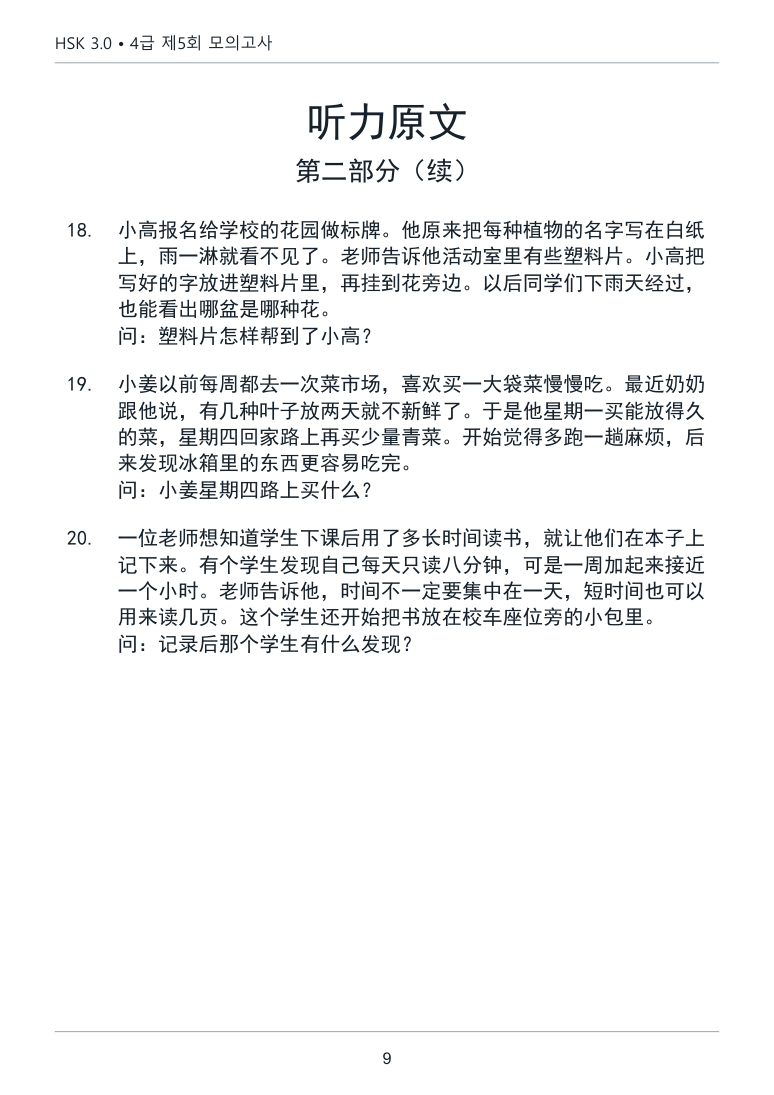 HSK 3.0 • 4급 제5회 모의고사
听力原文
第二部分（续）
18. 小高报名给学校的花园做标牌。他原来把每种植物的名字写在白纸
上，雨一淋就看不见了。老师告诉他活动室里有些塑料片。小高把
写好的字放进塑料片里，再挂到花旁边。以后同学们下雨天经过，
也能看出哪盆是哪种花。
问：塑料片怎样帮到了小高？
19. 小姜以前每周都去一次菜市场，喜欢买一大袋菜慢慢吃。最近奶奶
跟他说，有几种叶子放两天就不新鲜了。于是他星期一买能放得久
的菜，星期四回家路上再买少量青菜。开始觉得多跑一趟麻烦，后
来发现冰箱里的东西更容易吃完。
问：小姜星期四路上买什么？
20. 一位老师想知道学生下课后用了多长时间读书，就让他们在本子上
记下来。有个学生发现自己每天只读八分钟，可是一周加起来接近
一个小时。老师告诉他，时间不一定要集中在一天，短时间也可以
用来读几页。这个学生还开始把书放在校车座位旁的小包里。
问：记录后那个学生有什么发现？
9